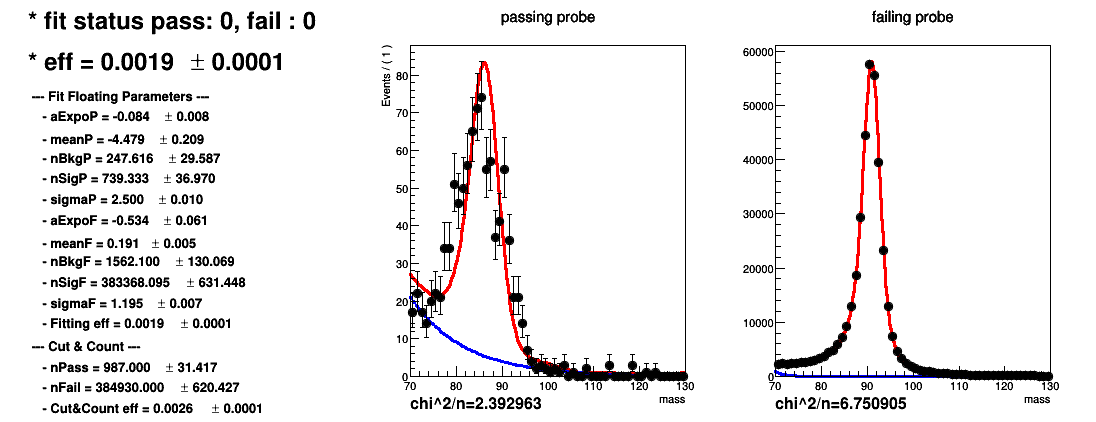 * fit status pass: 0, fail : 0
* eff = 0.0019 ± 0.0001
--- Fit Floating Parameters ---
- aExpoP = -0.084 ± 0.008
- meanP = -4.479 ± 0.209
- nBkgP = 247.616 ± 29.587
- nSigP = 739.333 ± 36.970
- sigmaP = 2.500 ± 0.010
- aExpoF = -0.534 ± 0.061
- meanF = 0.191 ± 0.005
- nBkgF = 1562.100 ± 130.069
- nSigF = 383368.095 ± 631.448
- sigmaF = 1.195 ± 0.007
- Fitting eff = 0.0019 ± 0.0001
--- Cut & Count ---
- nPass = 987.000 ± 31.417
- nFail = 384930.000 ± 620.427
- Cut&Count eff = 0.0026 ± 0.0001
passing probe
Events / ( 1 )
80
70
60
50
40
30
20
10
0
70 80 90 100 110 120 130
mass
chi^2/n=2.392963
failing probe
60000
50000
40000
30000
20000
10000
0
70 80 90 100 110 120 130
mass
chi^2/n=6.750905